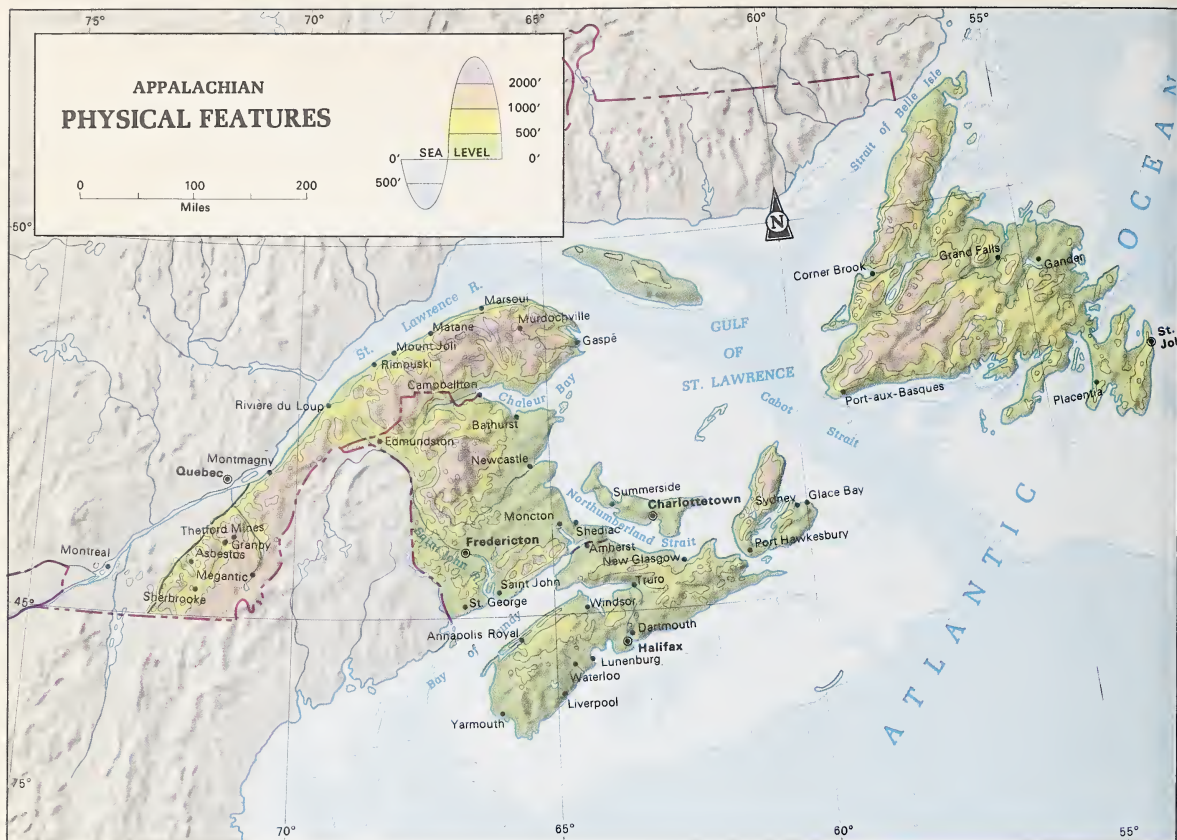 75°
70°
65°
60°
55°
APPALACHIAN
PHYSICAL FEATURES
2000'
1000'
500'
0'
SEA LEVEL
0'
500'
0 100 200
Miles
50°
N
Strait of Belle Isle
OCEAN
Corner Brook
Grand Falls
Gander
St.
Joh
Placentia
Port-aux-Basques
St. Lawrence R.
Marsoui
Matane
Murdochville
Mount Joli
Gaspé
Rimouski
GULF
OF
ST. LAWRENCE
Campbellton
Chaleur Bay
Cabot
Strait
Rivière du Loup
Bathurst
Edmundston
Montmagny
Newcastle
Quebec
Summerside
Charlottetown
Northumberland Strait
Sydney
Glace Bay
Moncton
Shediac
Port Hawkesbury
Thetford Mines
Granby
Asbestos
Fredericton
Amherst
New Glasgow
Montreal
Megantic
Saint John R.
Saint John
Truro
Sherbrooke
45°
St. George
Windsor
Dartmouth
Annapolis Royal
Halifax
Bay of Fundy
Lunenburg
Waterloo
Liverpool
Yarmouth
ATLANTIC
75°
70°
65°
60°
55°